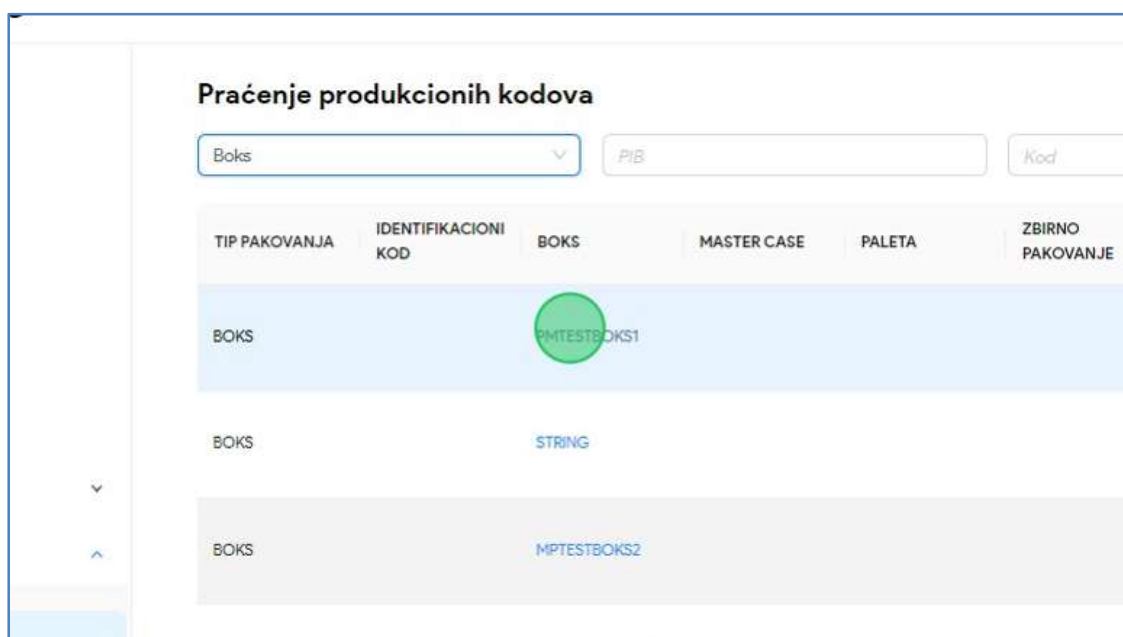 Praćenje produkcionih kodova
Boks PIB Kod
TIP PAKOVANJA IDENTIFIKACIONI KOD BOKS MASTER CASE PALETA ZBIRNO PAKOVANJE
BOKS PMTESTBOKS1
BOKS STRING
BOKS MPTESTBOKS2